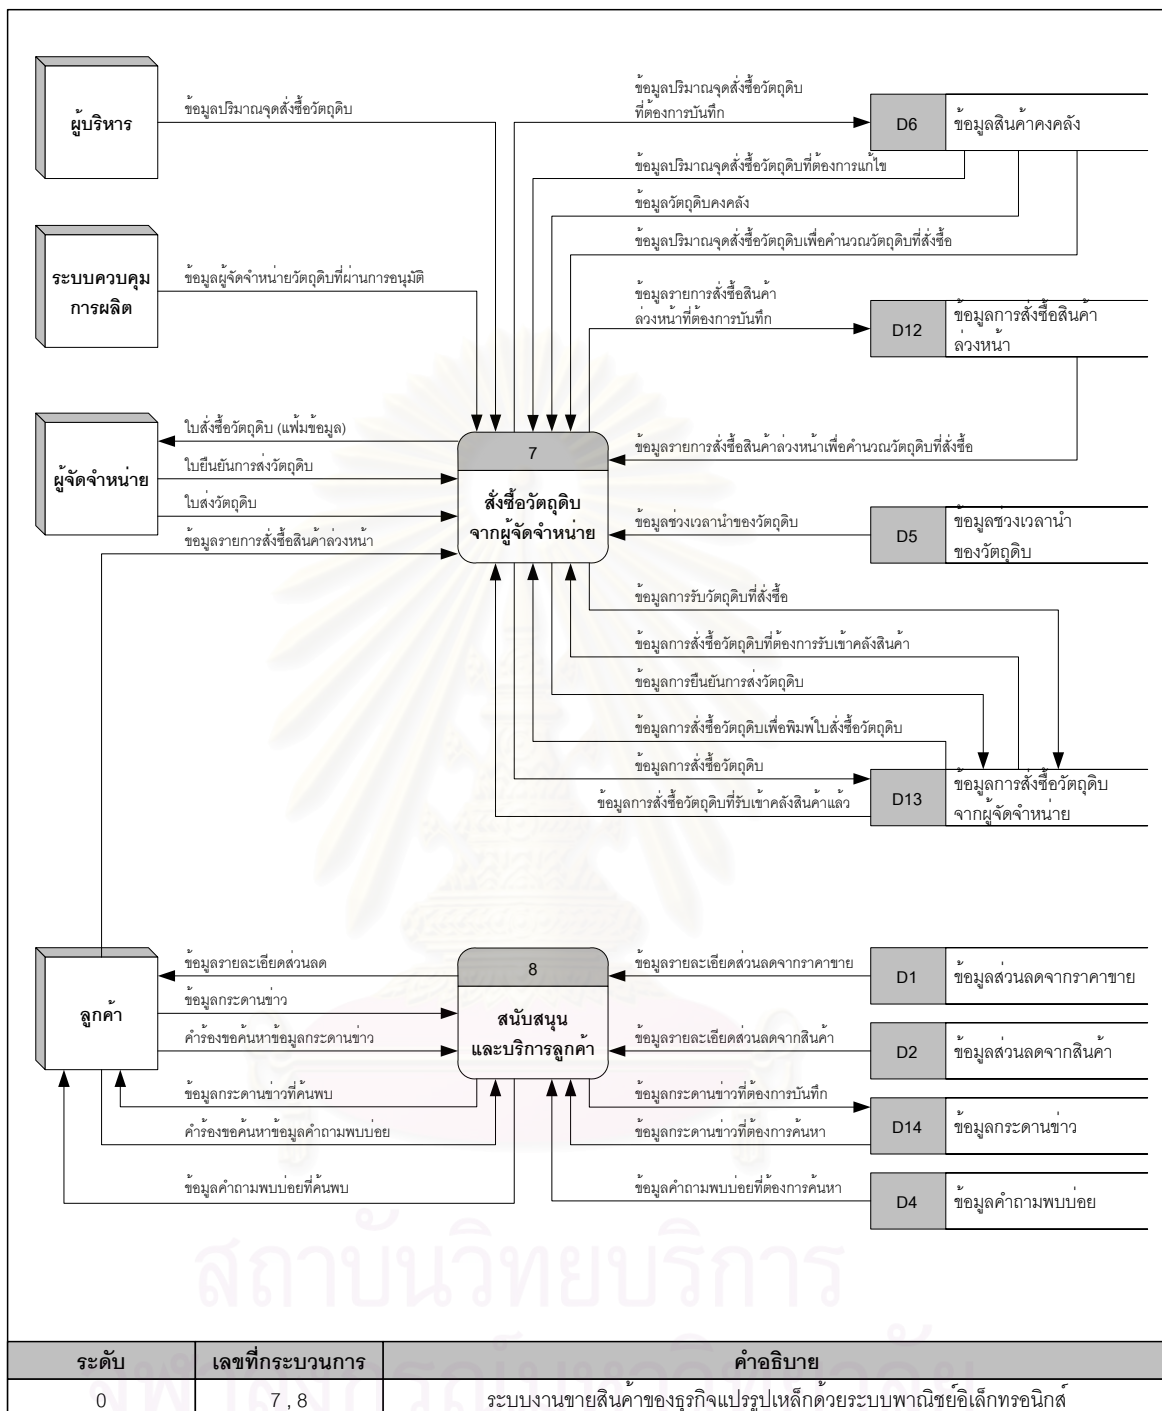 ผู้บริหาร
ข้อมูลปริมาณจุดสั่งซื้อวัตถุดิบ
ข้อมูลปริมาณจุดสั่งซื้อวัตถุดิบ
ที่ต้องการบันทึก
D6
ข้อมูลสินค้าคงคลัง
ข้อมูลปริมาณจุดสั่งซื้อวัตถุดิบที่ต้องการแก้ไข
ข้อมูลวัตถุดิบคงคลัง
ข้อมูลปริมาณจุดสั่งซื้อวัตถุดิบเพื่อคำนวณวัตถุดิบที่สั่งซื้อ
ระบบควบคุม
การผลิต
ข้อมูลผู้จัดจำหน่ายวัตถุดิบที่ผ่านการอนุมัติ
ข้อมูลรายการสั่งซื้อสินค้า
ล่วงหน้าที่ต้องการบันทึก
D12
ข้อมูลการสั่งซื้อสินค้า
ล่วงหน้า
ผู้จัดจำหน่าย
ใบสั่งซื้อวัตถุดิบ (แฟ้มข้อมูล)
ใบยืนยันการส่งวัตถุดิบ
ใบส่งวัตถุดิบ
ข้อมูลรายการสั่งซื้อสินค้าล่วงหน้า
7
สั่งซื้อวัตถุดิบ
จากผู้จัดจำหน่าย
ข้อมูลรายการสั่งซื้อสินค้าล่วงหน้าเพื่อคำนวณวัตถุดิบที่สั่งซื้อ
ข้อมูลช่วงเวลานำของวัตถุดิบ
D5
ข้อมูลช่วงเวลานำ
ของวัตถุดิบ
ข้อมูลการรับวัตถุดิบที่สั่งซื้อ
ข้อมูลการสั่งซื้อวัตถุดิบที่ต้องการรับเข้าคลังสินค้า
ข้อมูลการยืนยันการส่งวัตถุดิบ
ข้อมูลการสั่งซื้อวัตถุดิบเพื่อพิมพ์ใบสั่งซื้อวัตถุดิบ
ข้อมูลการสั่งซื้อวัตถุดิบ
ข้อมูลการสั่งซื้อวัตถุดิบที่รับเข้าคลังสินค้าแล้ว
D13
ข้อมูลการสั่งซื้อวัตถุดิบ
จากผู้จัดจำหน่าย
ลูกค้า
ข้อมูลรายละเอียดส่วนลด
ข้อมูลกระดานข่าว
คำร้องขอค้นหาข้อมูลกระดานข่าว
ข้อมูลกระดานข่าวที่ค้นพบ
คำร้องขอค้นหาข้อมูลคำถามพบบ่อย
ข้อมูลคำถามพบบ่อยที่ค้นพบ
8
สนับสนุน
และบริการลูกค้า
ข้อมูลรายละเอียดส่วนลดจากราคาขาย
D1
ข้อมูลส่วนลดจากราคาขาย
ข้อมูลรายละเอียดส่วนลดจากสินค้า
D2
ข้อมูลส่วนลดจากสินค้า
ข้อมูลกระดานข่าวที่ต้องการบันทึก
ข้อมูลกระดานข่าวที่ต้องการค้นหา
D14
ข้อมูลกระดานข่าว
ข้อมูลคำถามพบบ่อยที่ต้องการค้นหา
D4
ข้อมูลคำถามพบบ่อย
สถาบันวิทยบริการ
จุฬาลงกรณ์มหาวิทยาลัย
ระดับ เลขที่กระบวนการ คำอธิบาย
0 7 , 8 ระบบงานขายสินค้าของธุรกิจแปรรูปเหล็กด้วยระบบพาณิชย์อิเล็กทรอนิกส์